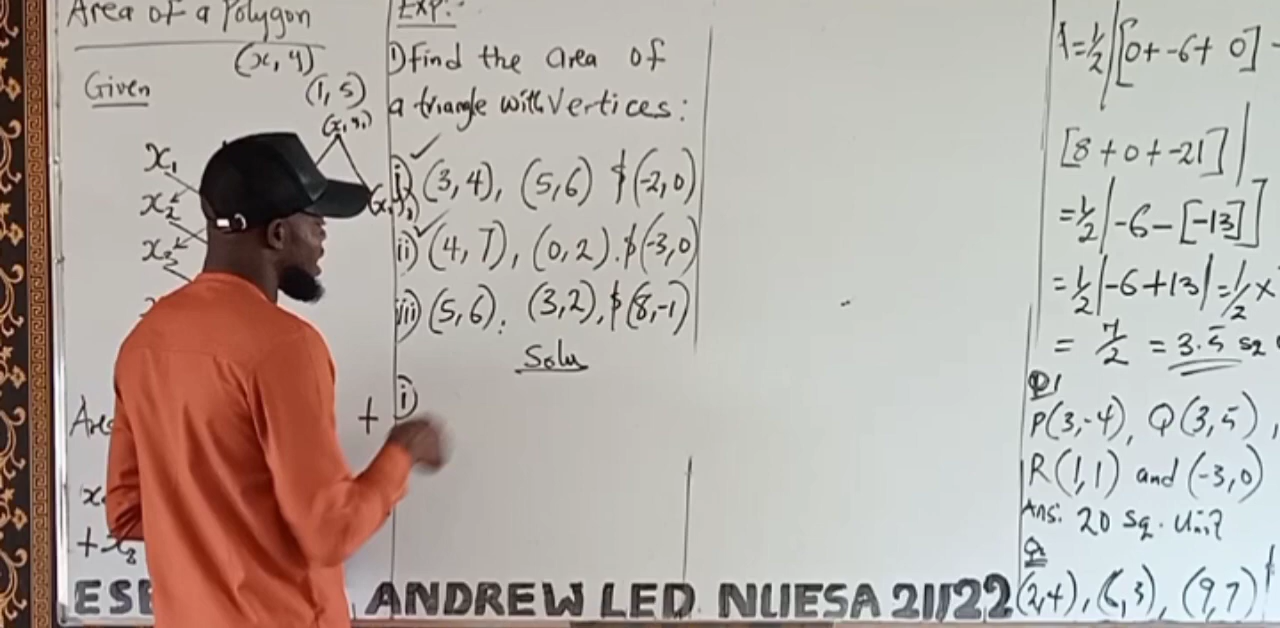 Area of a Polygon
(x, y)
Given
(1, 5)
x₁
x₂
x₃
+
Exp:
1) Find the area of
a triangle with Vertices:
i) (3,4), (5,6) $ (-2,0)
ii) (4,7), (0,2). $ (-3,0)
iii) (5,6). (3,2), $ (8,-1)
Soln
i)
A=½|[0+-6+ 0] -
[8+0+-21]|
=½|-6-[-13]]
=½|-6+13|=½×
= 7/2 = 3.5 sq
Q1
P(3,-4), Q(3,5),
R(1,1) and (-3,0)
Ans: 20 Sq. Unit
Q
(2,4), (6,3), (9,7)
ANDREW LED NUESA 21/22